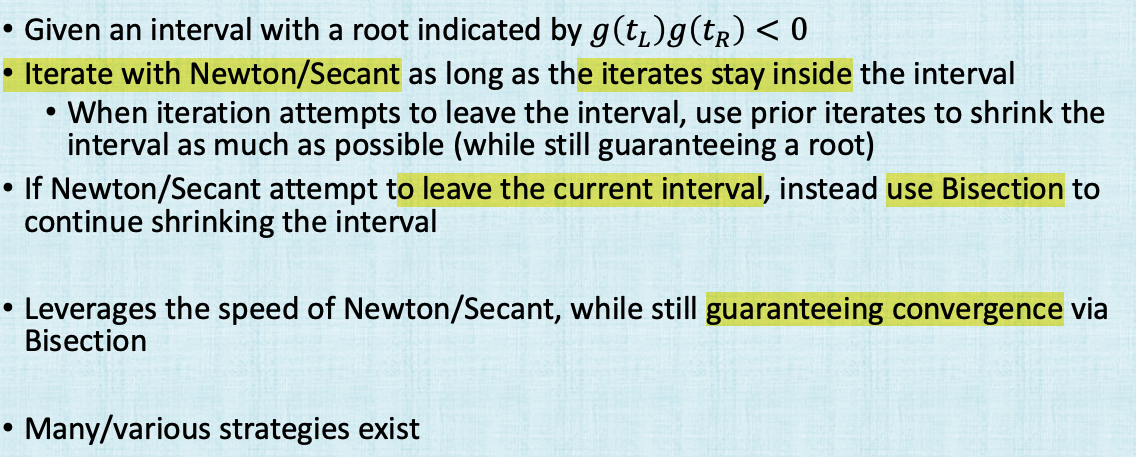 • Given an interval with a root indicated by g(t_L)g(t_R) < 0
• Iterate with Newton/Secant as long as the iterates stay inside the interval
• When iteration attempts to leave the interval, use prior iterates to shrink the
interval as much as possible (while still guaranteeing a root)
• If Newton/Secant attempt to leave the current interval, instead use Bisection to
continue shrinking the interval
• Leverages the speed of Newton/Secant, while still guaranteeing convergence via
Bisection
• Many/various strategies exist